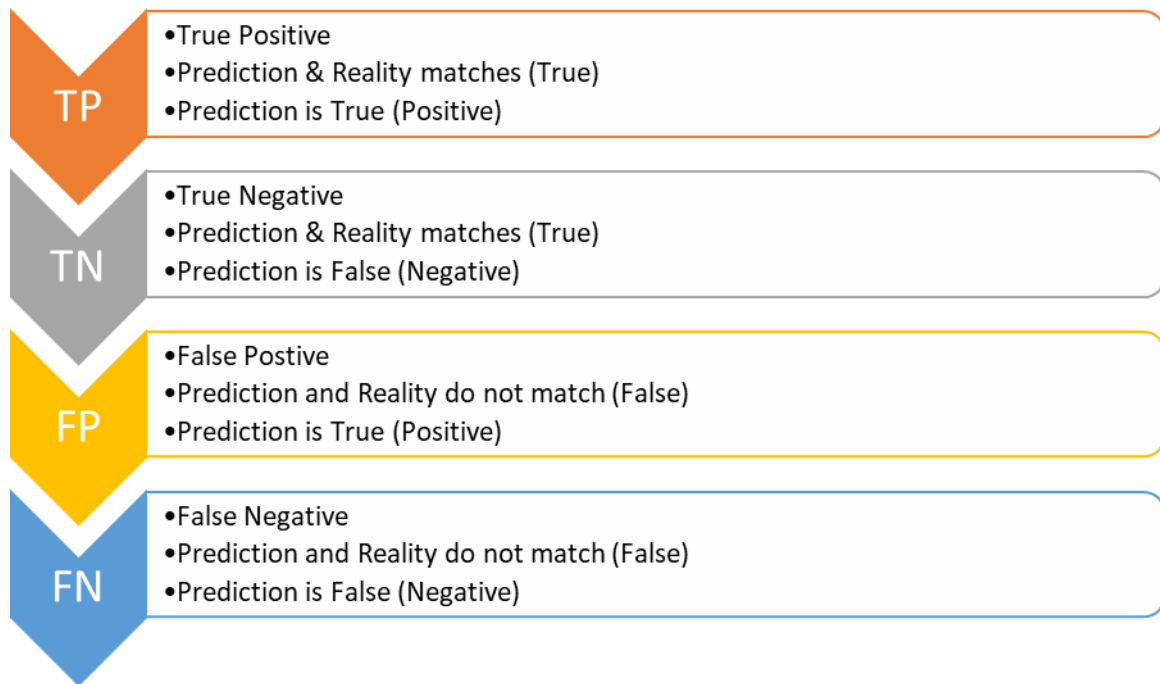 TP
•True Positive
•Prediction & Reality matches (True)
•Prediction is True (Positive)
TN
•True Negative
•Prediction & Reality matches (True)
•Prediction is False (Negative)
FP
•False Postive
•Prediction and Reality do not match (False)
•Prediction is True (Positive)
FN
•False Negative
•Prediction and Reality do not match (False)
•Prediction is False (Negative)